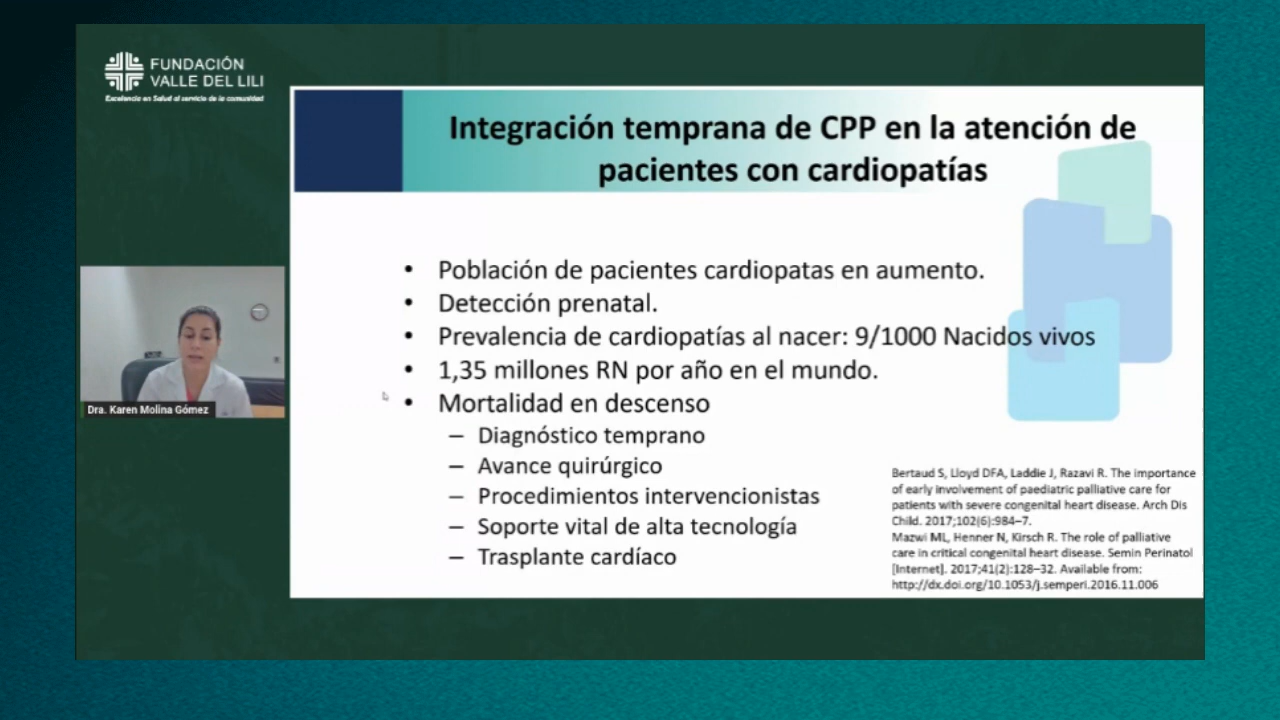 FUNDACIÓN
VALLE DEL LILI
Excelencia en Salud al servicio de la comunidad
Integración temprana de CPP en la atención de
pacientes con cardiopatías
• Población de pacientes cardiopatas en aumento.
• Detección prenatal.
• Prevalencia de cardiopatías al nacer: 9/1000 Nacidos vivos
• 1,35 millones RN por año en el mundo.
• Mortalidad en descenso
– Diagnóstico temprano
– Avance quirúrgico
– Procedimientos intervencionistas
– Soporte vital de alta tecnología
– Trasplante cardíaco
Dra. Karen Molina Gómez
Bertaud S, Lloyd DFA, Laddie J, Razavi R. The importance
of early involvement of paediatric palliative care for
patients with severe congenital heart disease. Arch Dis
Child. 2017;102(6):984–7.
Mazwi ML, Henner N, Kirsch R. The role of palliative
care in critical congenital heart disease. Semin Perinatol
[Internet]. 2017;41(2):128–32. Available from:
http://dx.doi.org/10.1053/j.semperi.2016.11.006